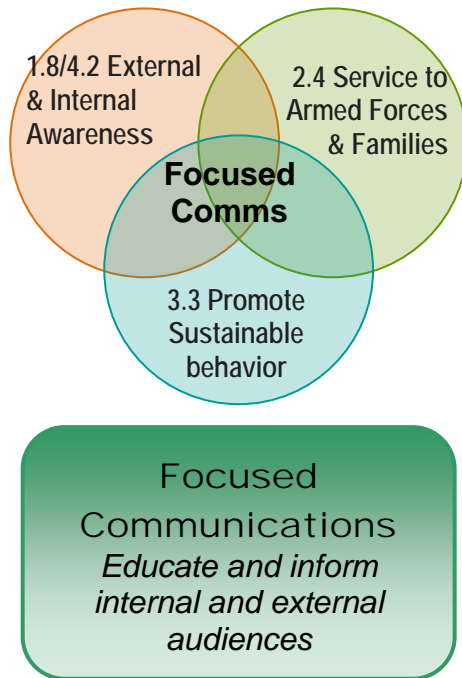 1.8/4.2 External
& Internal
Awareness
2.4 Service to
Armed Forces
& Families
Focused
Comms
3.3 Promote
Sustainable
behavior
Focused
Communications
Educate and inform
internal and external
audiences